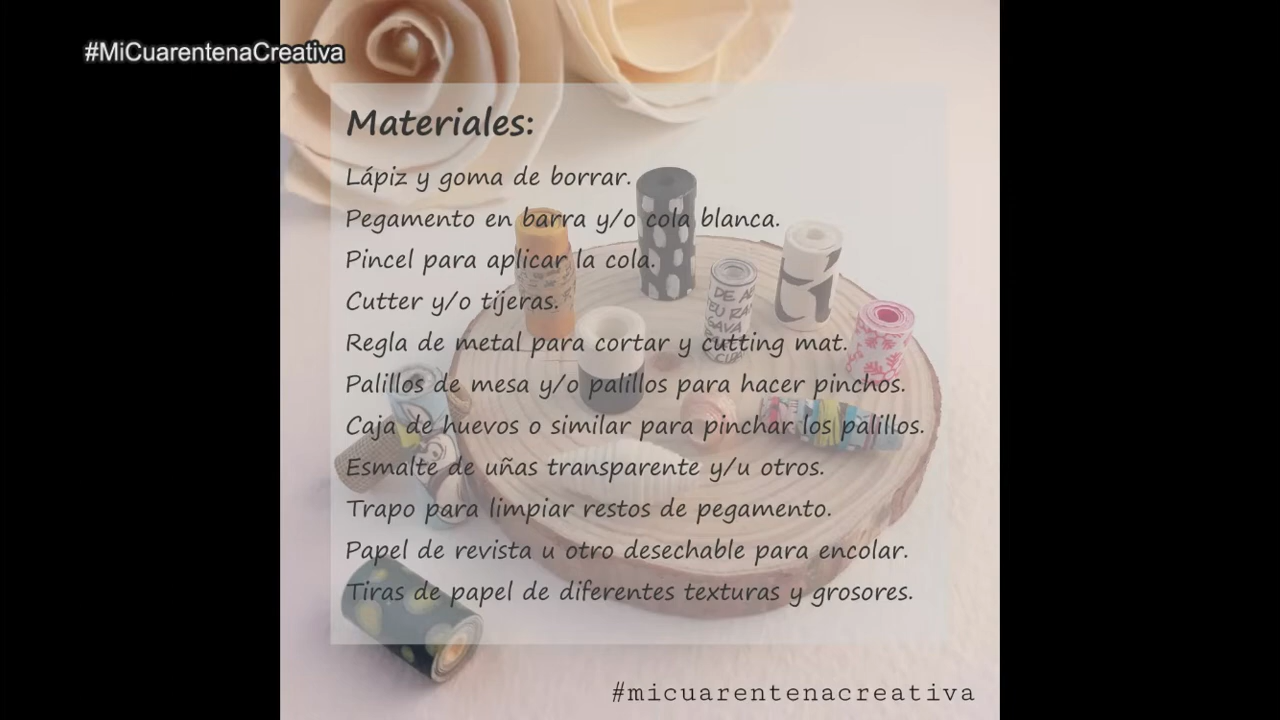 #MiCuarentenaCreativa
Materiales:
Lápiz y goma de borrar.
Pegamento en barra y/o cola blanca.
Pincel para aplicar la cola.
Cutter y/o tijeras.
Regla de metal para cortar y cutting mat.
Palillos de mesa y/o palillos para hacer pinchos.
Caja de huevos o similar para pinchar los palillos.
Esmalte de uñas transparente y/u otros.
Trapo para limpiar restos de pegamento.
Papel de revista u otro desechable para encolar.
Tiras de papel de diferentes texturas y grosores.
#micuarentenacreativa